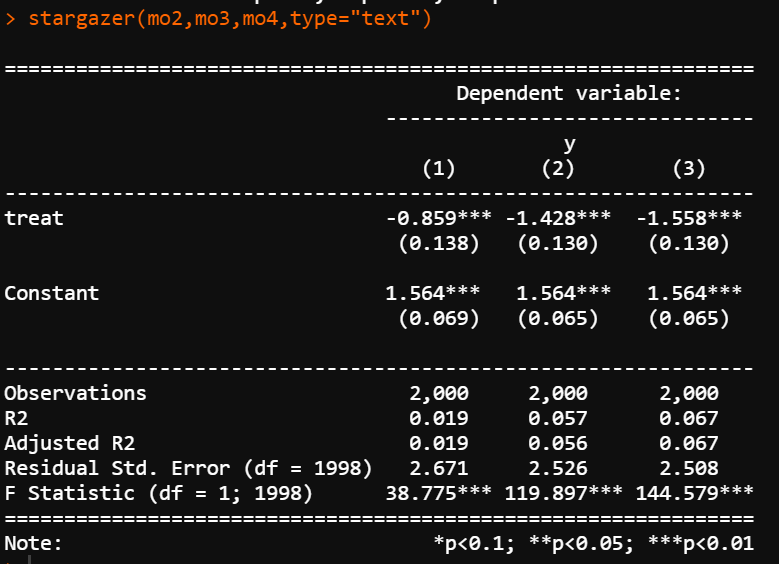 > stargazer(mo2,mo3,mo4,type="text")
===============================================================
Dependent variable:
-------------------------------
y
(1) (2) (3)
---------------------------------------------------------------
treat -0.859*** -1.428*** -1.558***
(0.138) (0.130) (0.130)
Constant 1.564*** 1.564*** 1.564***
(0.069) (0.065) (0.065)
---------------------------------------------------------------
Observations 2,000 2,000 2,000
R2 0.019 0.057 0.067
Adjusted R2 0.019 0.056 0.067
Residual Std. Error (df = 1998) 2.671 2.526 2.508
F Statistic (df = 1; 1998) 38.775*** 119.897*** 144.579***
===============================================================
Note: *p<0.1; **p<0.05; ***p<0.01